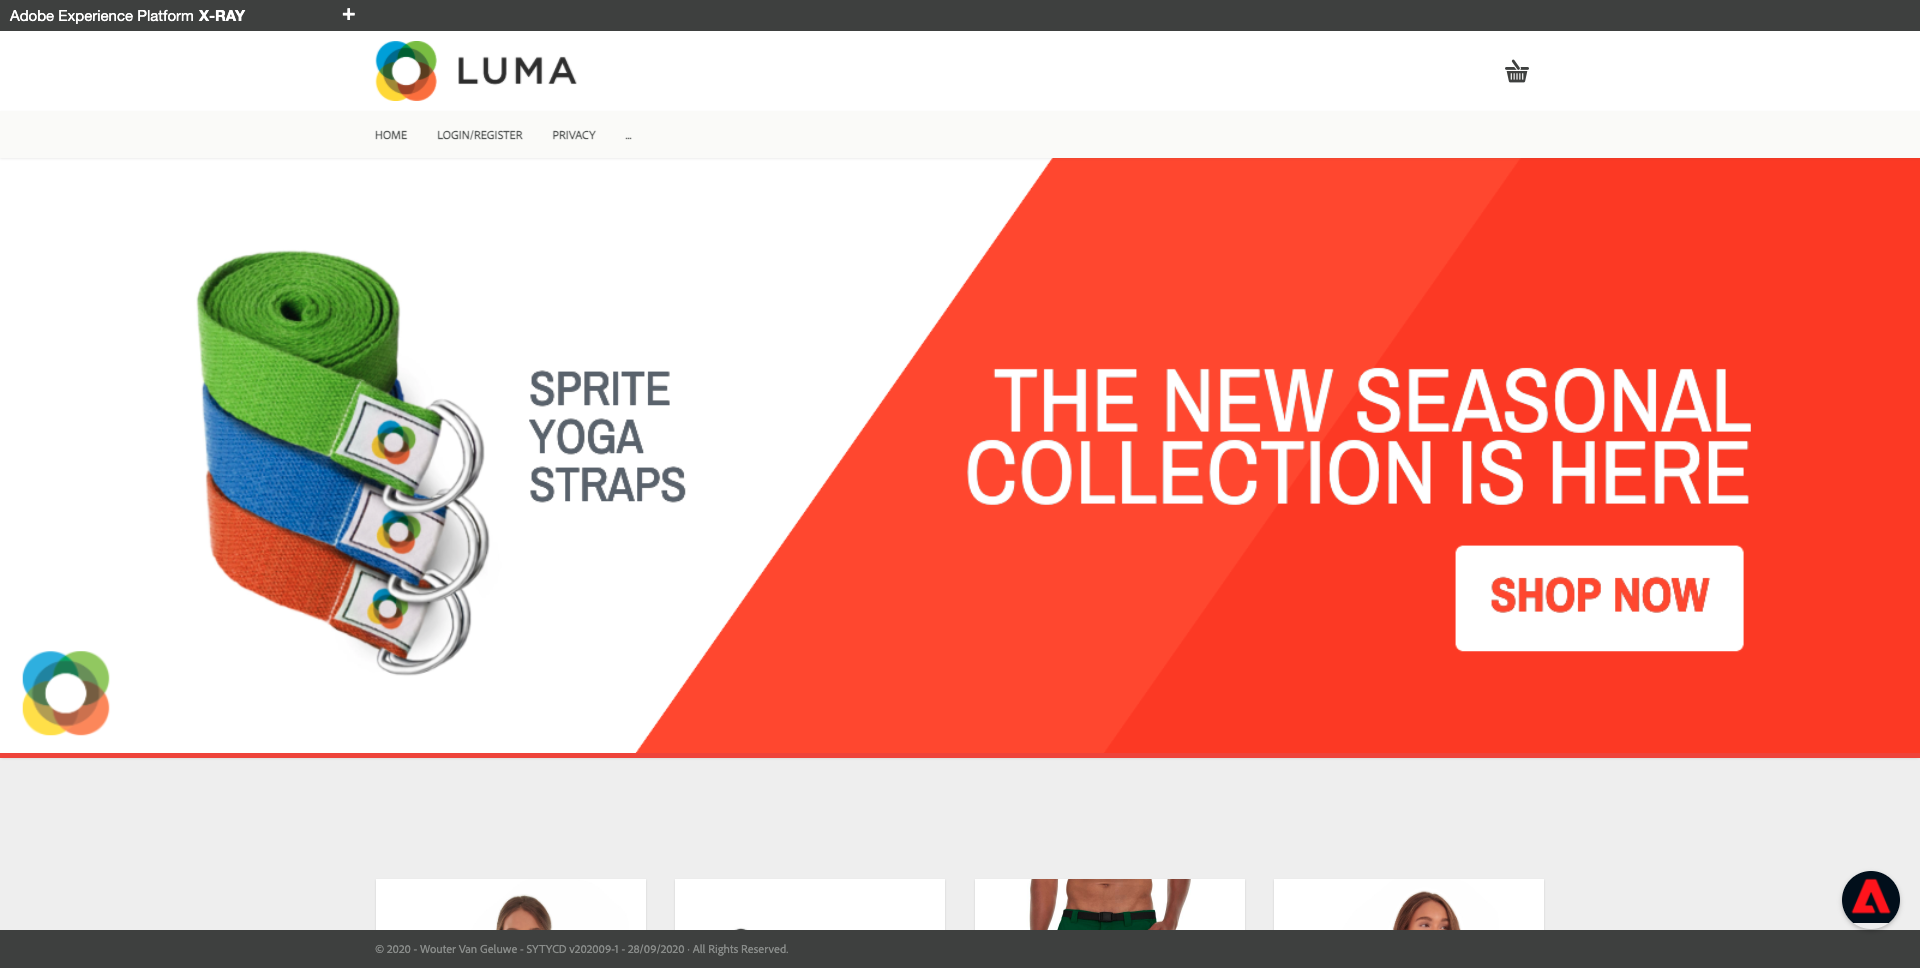 Adobe Experience Platform X-RAY
LUMA
HOME LOGIN/REGISTER PRIVACY ...
SPRITE
YOGA
STRAPS
THE NEW SEASONAL
COLLECTION IS HERE
SHOP NOW
© 2020 - Wouter Van Geluwe - SYTYCD v202009-1 - 28/09/2020 · All Rights Reserved.